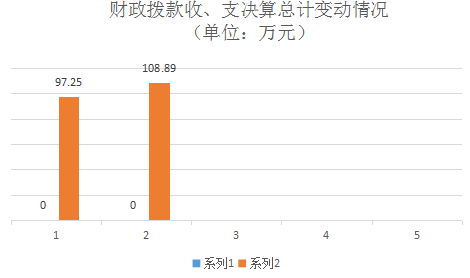 财政拨款收、支决算总计变动情况
（单位：万元）
97.25
108.89
0
0
1 2 3 4 5
系列1 系列2